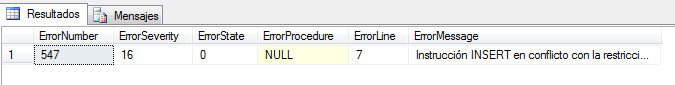 Resultados Mensajes
ErrorNumber ErrorSeverity ErrorState ErrorProcedure ErrorLine ErrorMessage
1 547 16 0 NULL 7 Instrucción INSERT en conflicto con la restricci...